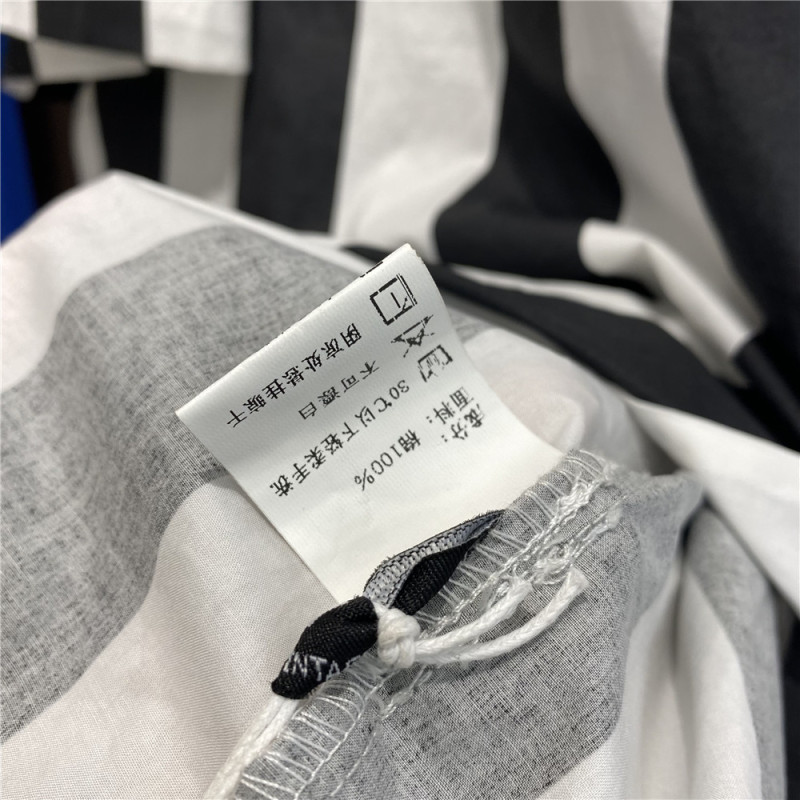 成分:
面料:棉100%
30℃以下轻柔手洗
不可漂白
阴凉处悬挂晾干
NTA